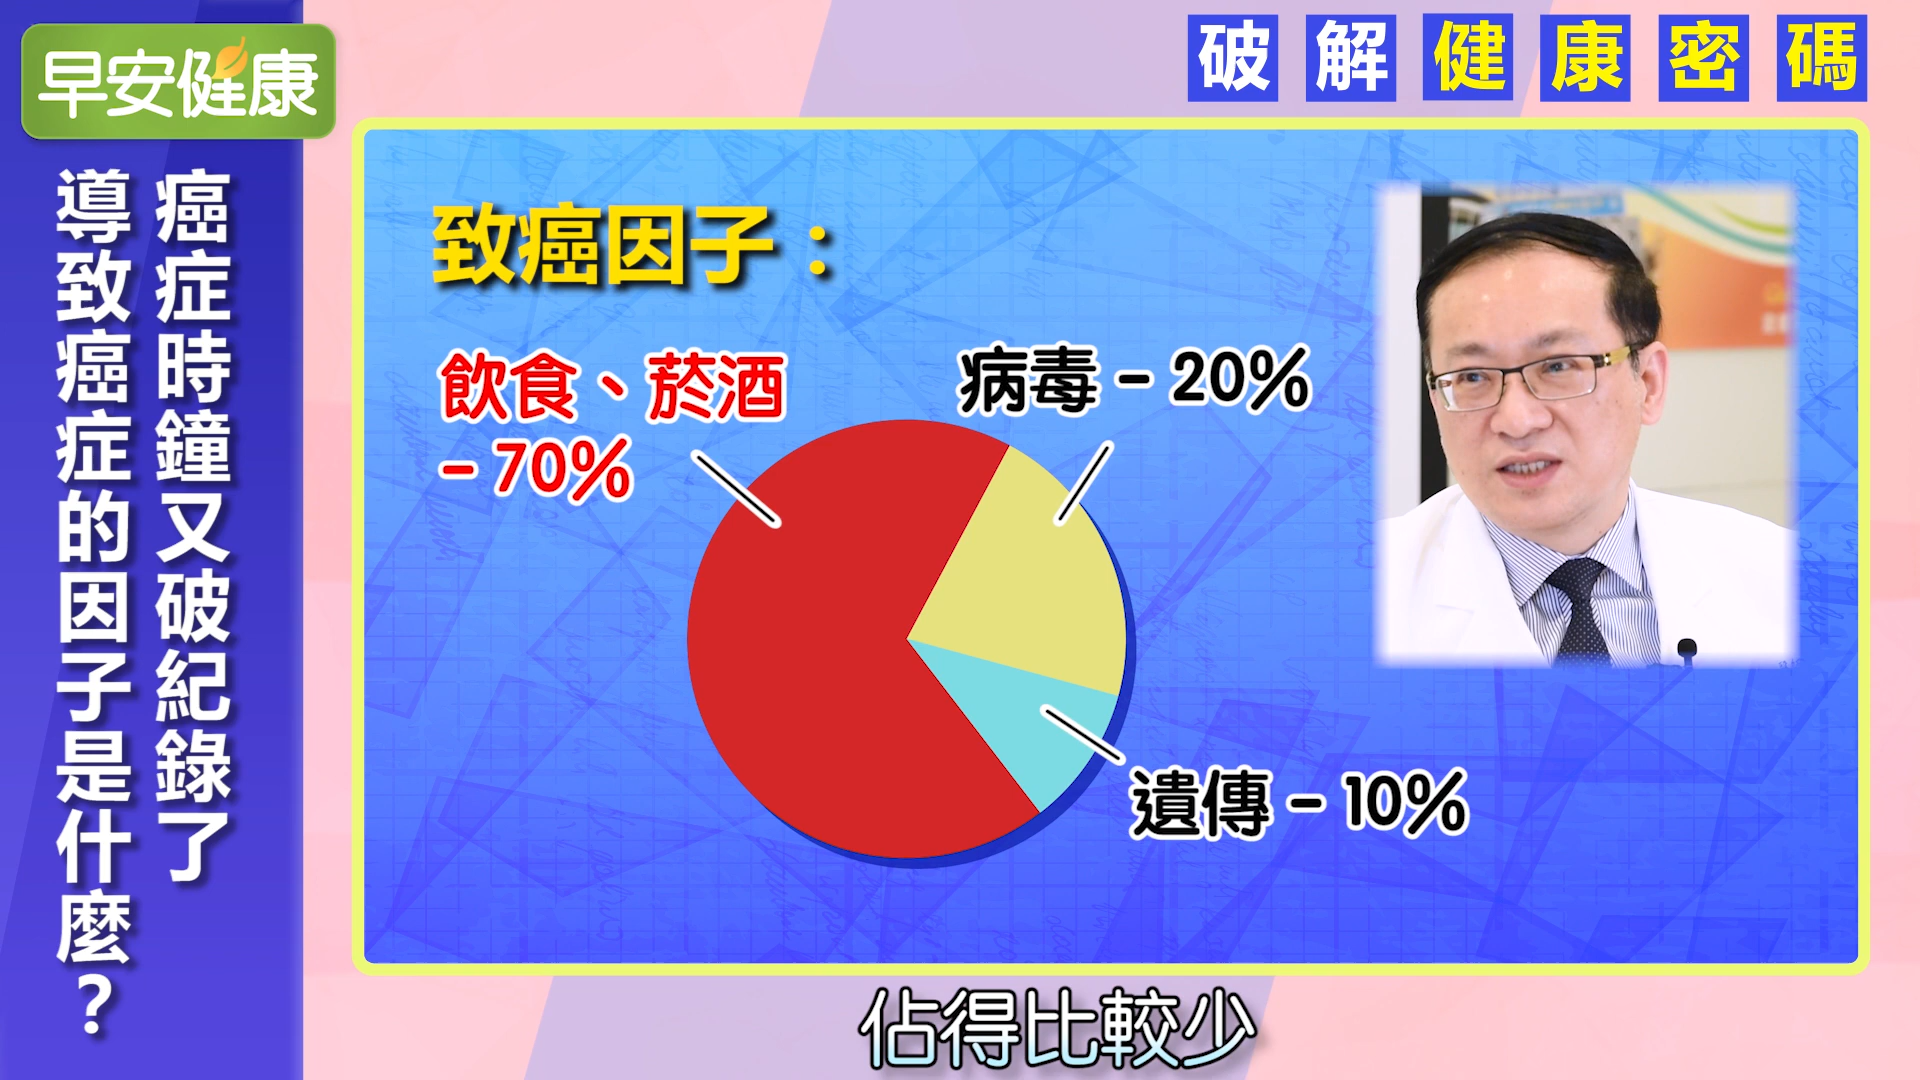 早安健康
破解健康密碼
癌症時鐘又破紀錄了
導致癌症的因子是什麼？
致癌因子：
飲食、菸酒
－70%
病毒－20%
遺傳－10%
佔得比較少